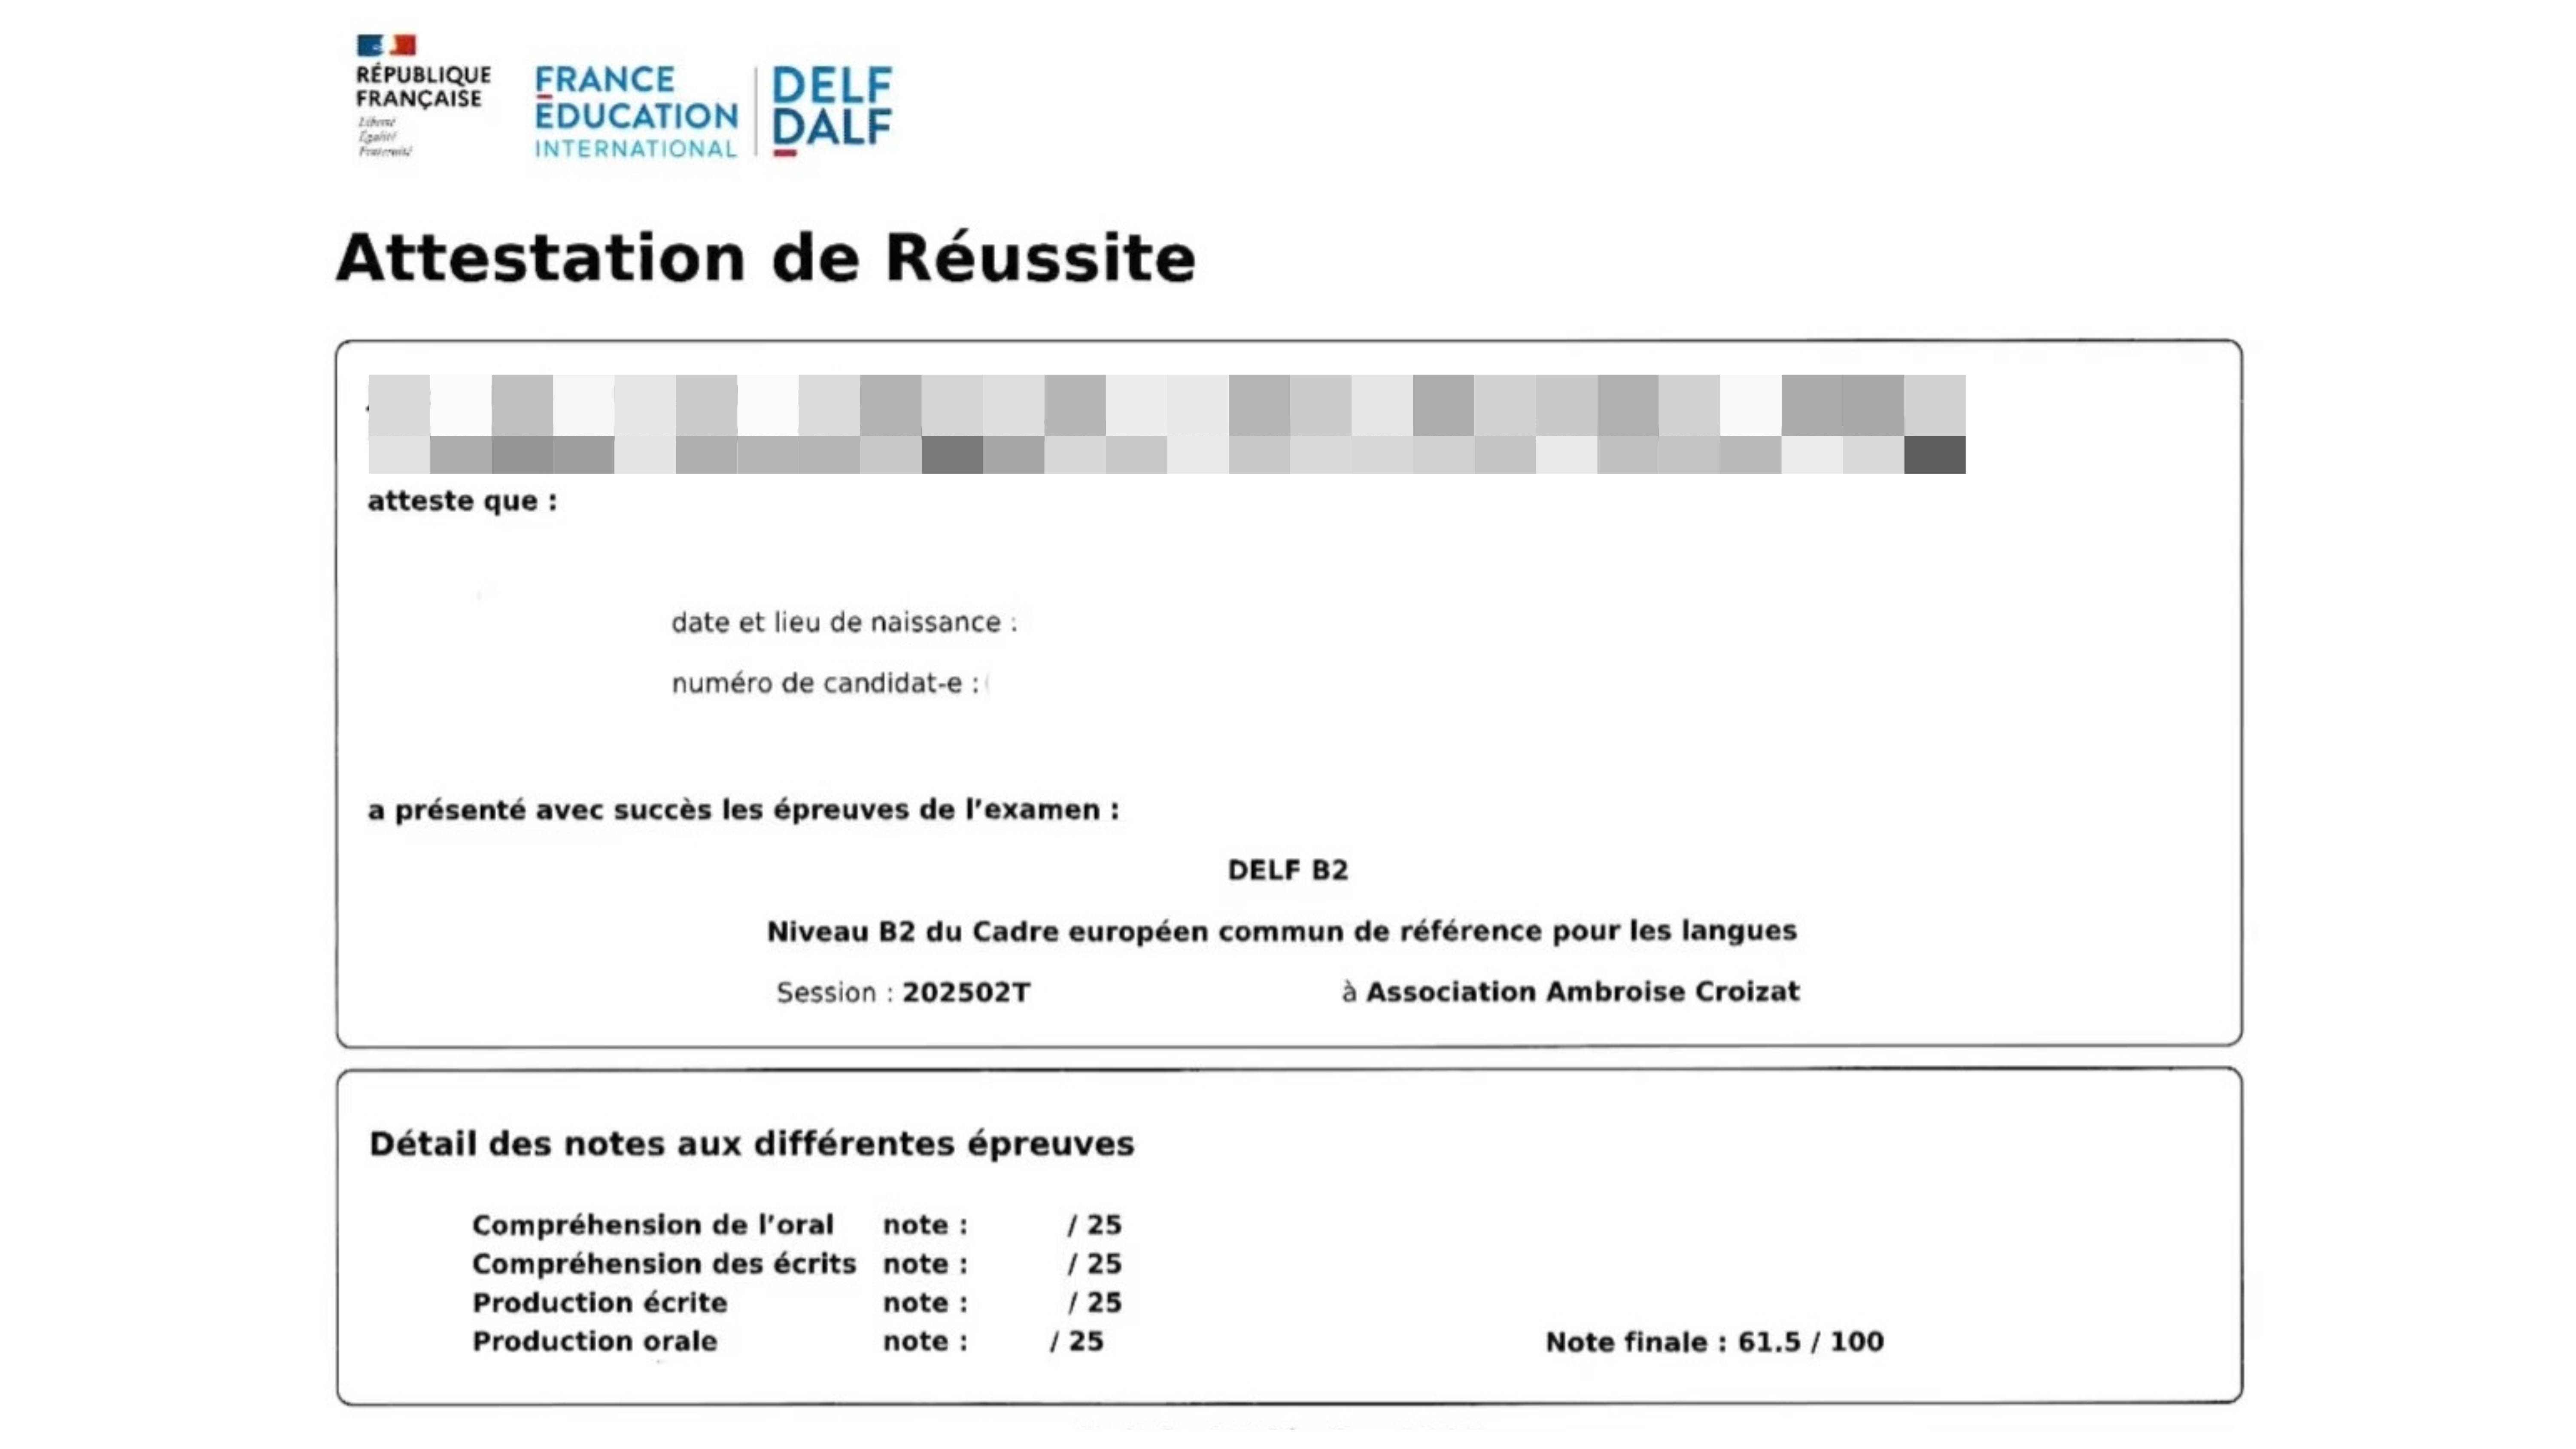 RÉPUBLIQUE
FRANÇAISE
Liberté
Égalité
Fraternité
FRANCE
ÉDUCATION
INTERNATIONAL
DELF
DALF
Attestation de Réussite
atteste que :
date et lieu de naissance :
numéro de candidat-e :
a présenté avec succès les épreuves de l’examen :
DELF B2
Niveau B2 du Cadre européen commun de référence pour les langues
Session : 202502T à Association Ambroise Croizat
Détail des notes aux différentes épreuves
Compréhension de l’oral note : / 25
Compréhension des écrits note : / 25
Production écrite note : / 25
Production orale note : / 25 Note finale : 61.5 / 100